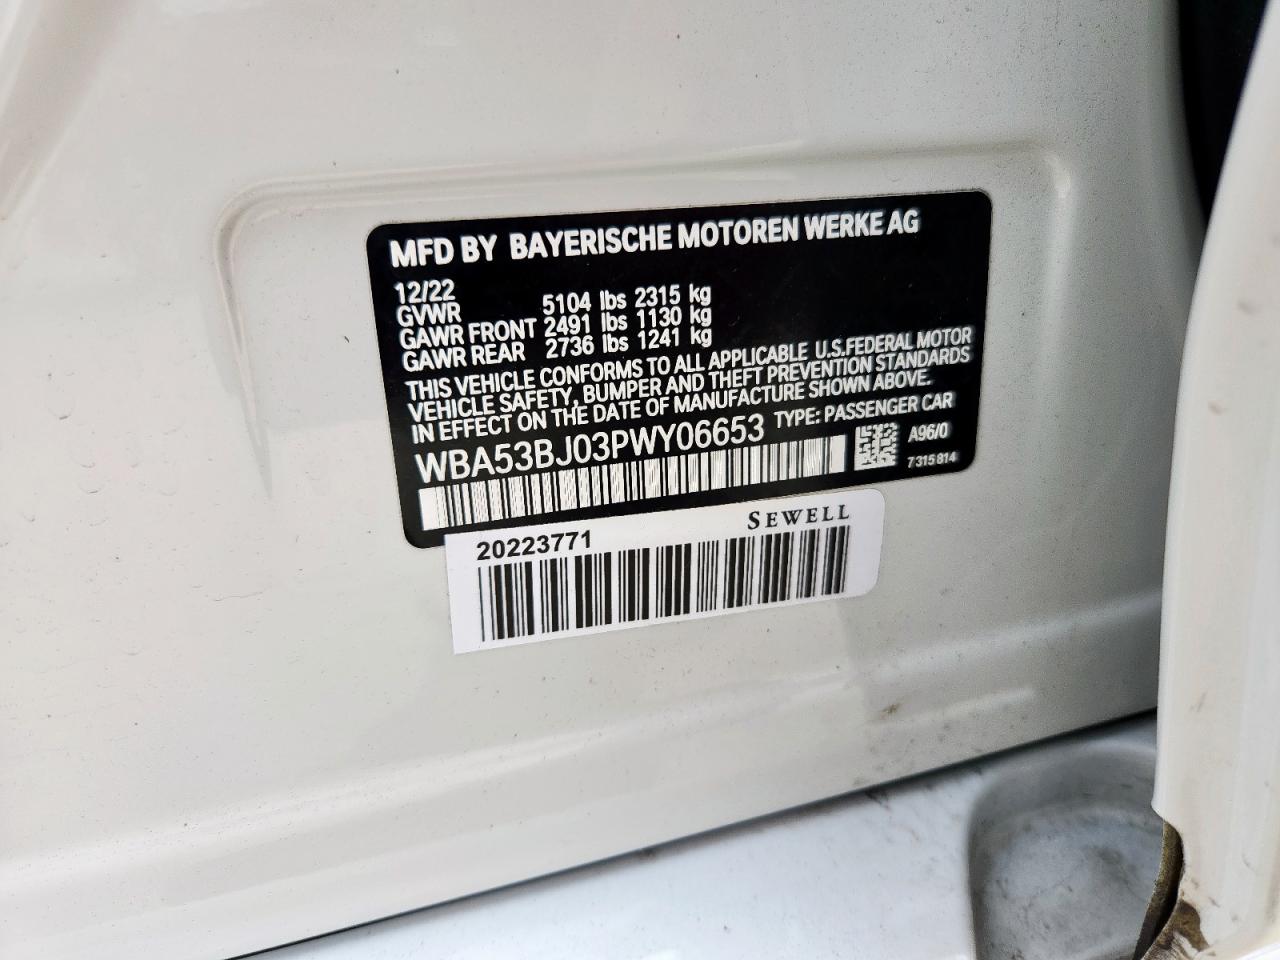 MFD BY BAYERISCHE MOTOREN WERKE AG
12/22
GVWR 5104 lbs 2315 kg
GAWR FRONT 2491 lbs 1130 kg
GAWR REAR 2736 lbs 1241 kg
THIS VEHICLE CONFORMS TO ALL APPLICABLE U.S.FEDERAL MOTOR
VEHICLE SAFETY, BUMPER AND THEFT PREVENTION STANDARDS
IN EFFECT ON THE DATE OF MANUFACTURE SHOWN ABOVE.
WBA53BJ03PWY06653 TYPE: PASSENGER CAR
A96/0
7315814
20223771 SEWELL